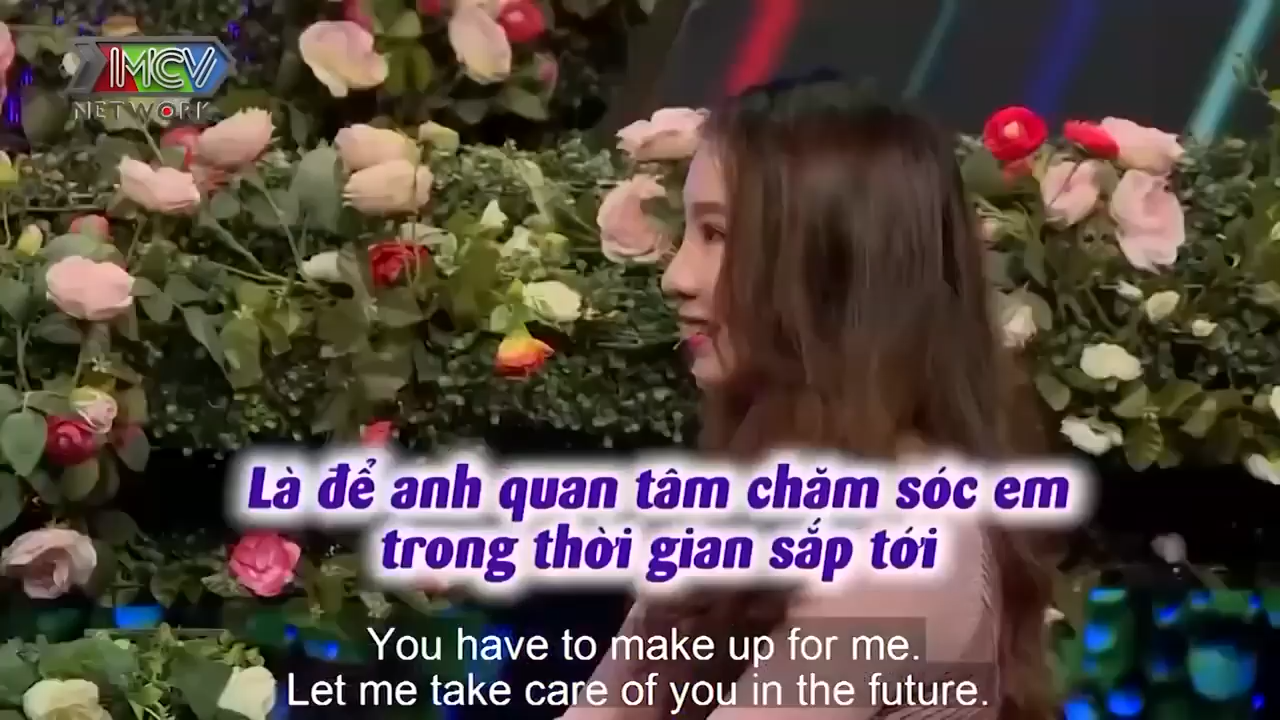 MCV
NETWORK
Là để anh quan tâm chăm sóc em
trong thời gian sắp tới
You have to make up for me.
Let me take care of you in the future.